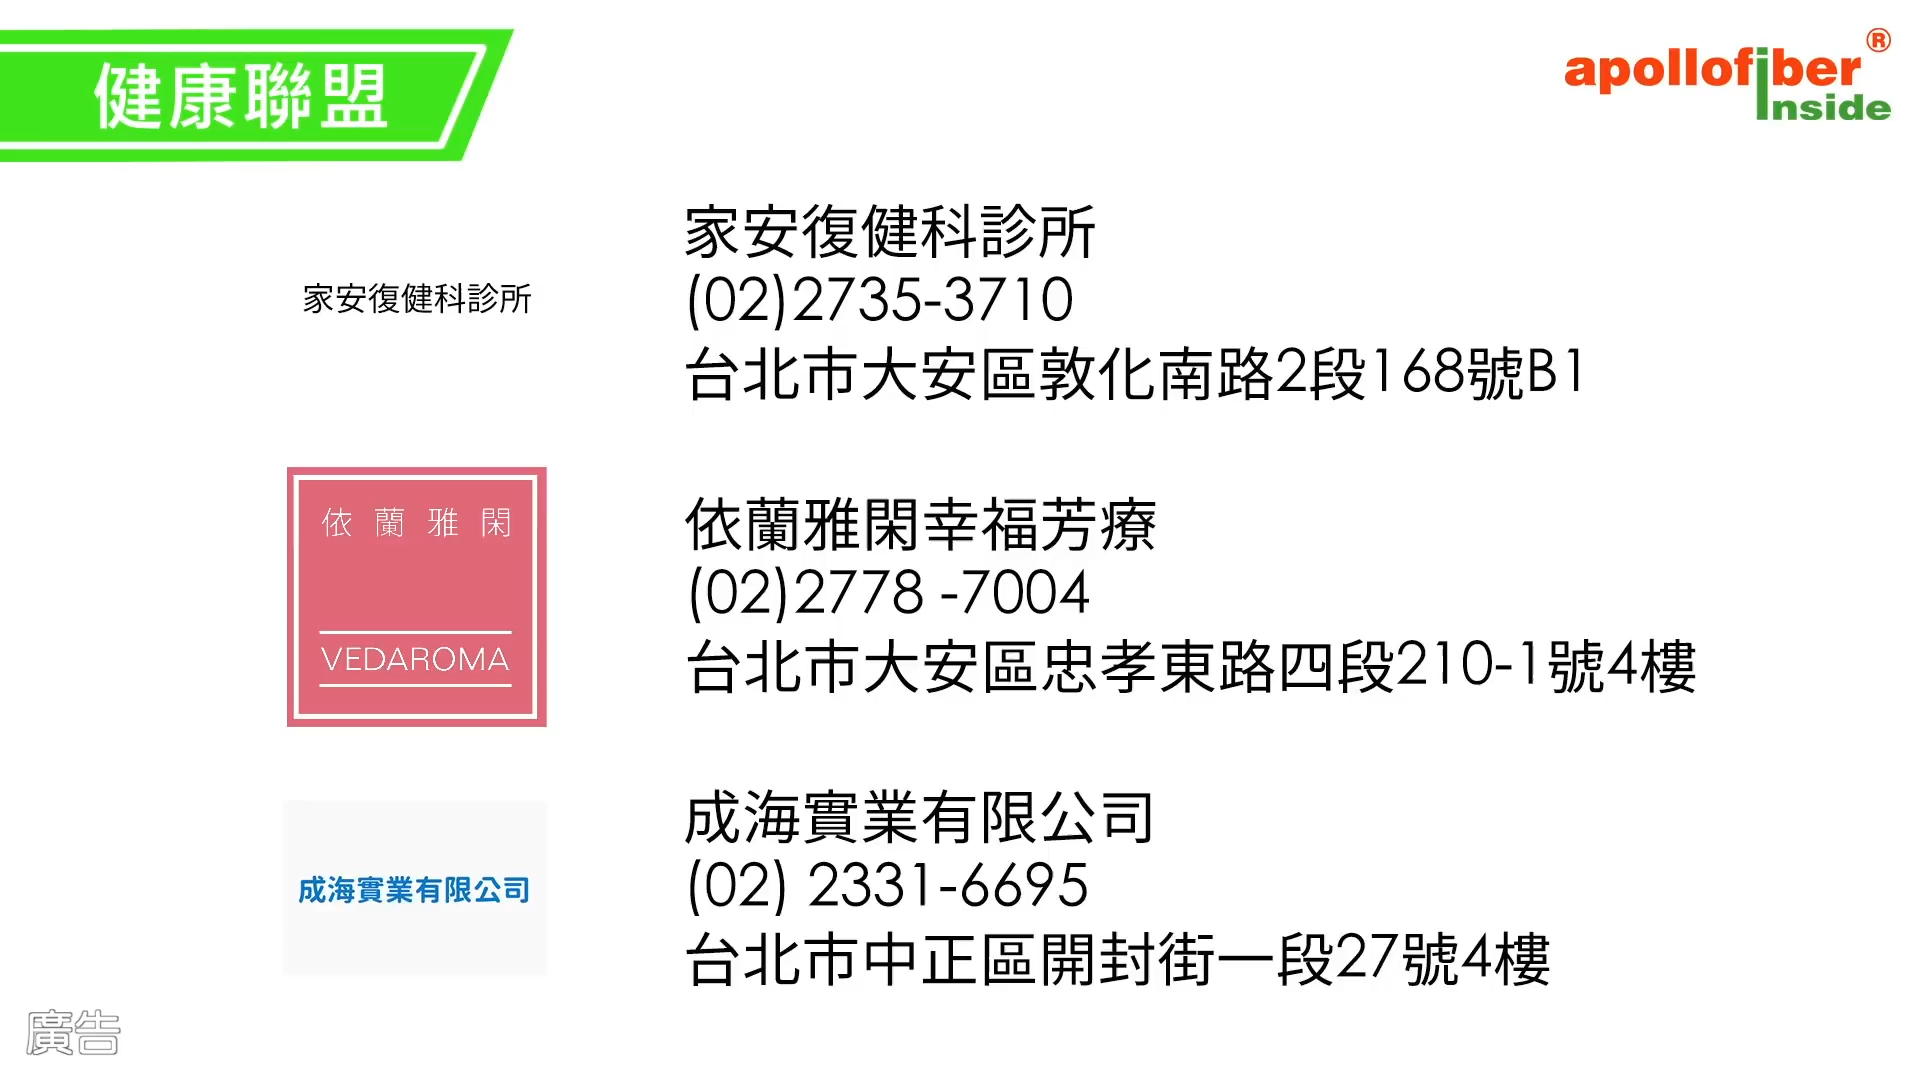 健康聯盟
apollofiber®
Inside
家安復健科診所
家安復健科診所
(02)2735-3710
台北市大安區敦化南路2段168號B1
依蘭雅閑
VEDAROMA
依蘭雅閑幸福芳療
(02)2778 -7004
台北市大安區忠孝東路四段210-1號4樓
成海實業有限公司
成海實業有限公司
(02) 2331-6695
台北市中正區開封街一段27號4樓
廣告